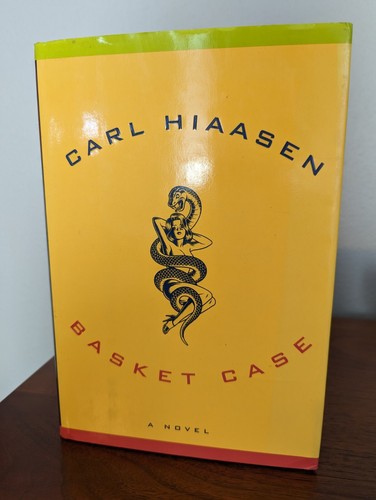 CARL HIAASEN
BASKET CASE
A NOVEL